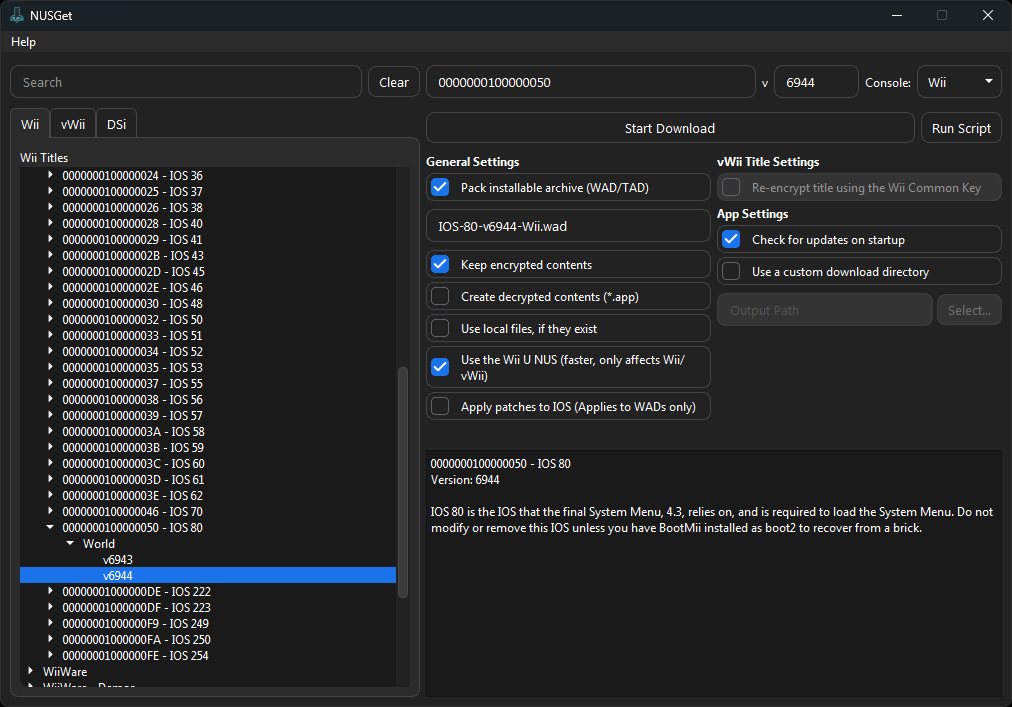 NUSGet
Help
Search
Clear
0000000100000050
v
6944
Console:
Wii
Wii
vWii
DSi
Start Download
Run Script
Wii Titles
0000000100000024 - IOS 36
0000000100000025 - IOS 37
0000000100000026 - IOS 38
0000000100000028 - IOS 40
0000000100000029 - IOS 41
000000010000002B - IOS 43
000000010000002D - IOS 45
000000010000002E - IOS 46
0000000100000030 - IOS 48
0000000100000032 - IOS 50
0000000100000033 - IOS 51
0000000100000034 - IOS 52
0000000100000035 - IOS 53
0000000100000037 - IOS 55
0000000100000038 - IOS 56
0000000100000039 - IOS 57
000000010000003A - IOS 58
000000010000003B - IOS 59
000000010000003C - IOS 60
000000010000003D - IOS 61
000000010000003E - IOS 62
0000000100000046 - IOS 70
0000000100000050 - IOS 80
World
v6943
v6944
00000001000000DE - IOS 222
00000001000000DF - IOS 223
00000001000000F9 - IOS 249
00000001000000FA - IOS 250
00000001000000FE - IOS 254
WiiWare
WiiWare - Demos
General Settings
Pack installable archive (WAD/TAD)
IOS-80-v6944-Wii.wad
Keep encrypted contents
Create decrypted contents (*.app)
Use local files, if they exist
Use the Wii U NUS (faster, only affects Wii/
vWii)
Apply patches to IOS (Applies to WADs only)
vWii Title Settings
Re-encrypt title using the Wii Common Key
App Settings
Check for updates on startup
Use a custom download directory
Output Path
Select...
0000000100000050 - IOS 80
Version: 6944
IOS 80 is the IOS that the final System Menu, 4.3, relies on, and is required to load the System Menu. Do not
modify or remove this IOS unless you have BootMii installed as boot2 to recover from a brick.